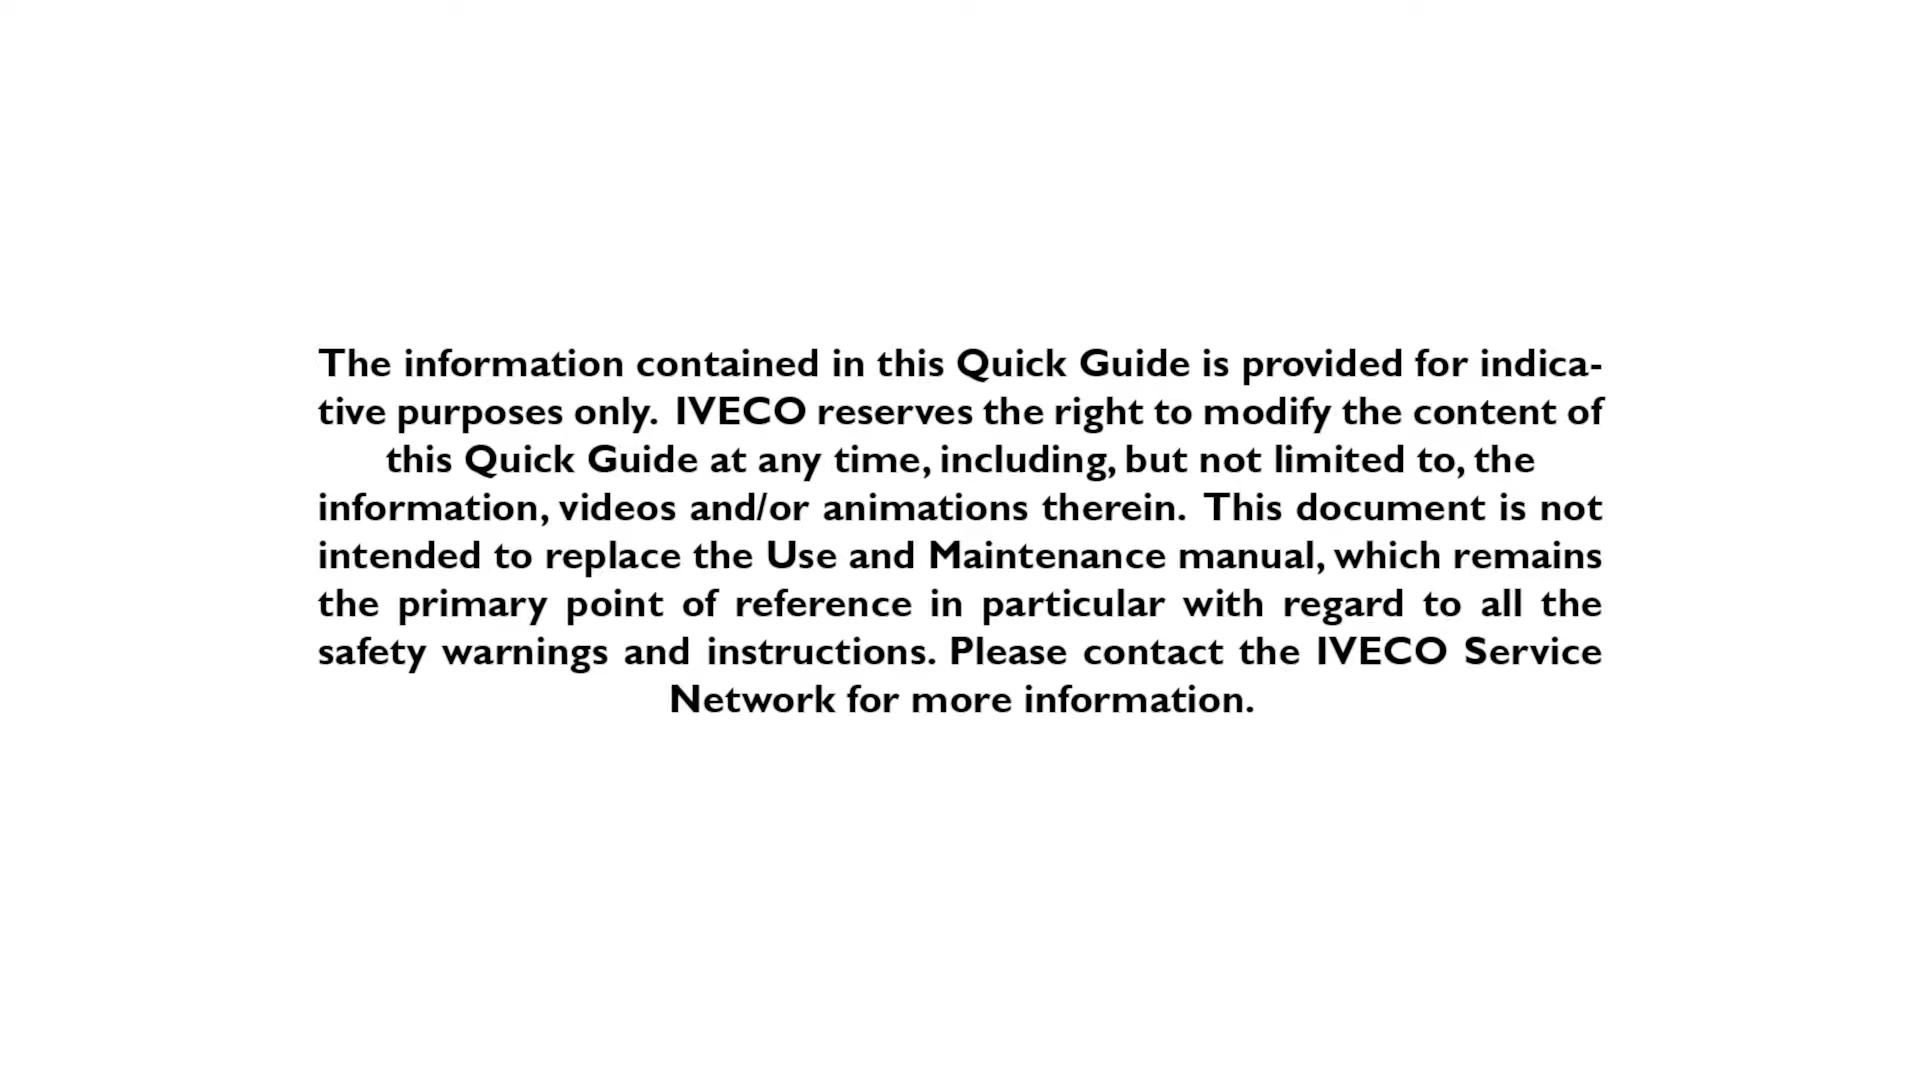 The information contained in this Quick Guide is provided for indica-
tive purposes only. IVECO reserves the right to modify the content of
this Quick Guide at any time, including, but not limited to, the
information, videos and/or animations therein. This document is not
intended to replace the Use and Maintenance manual, which remains
the primary point of reference in particular with regard to all the
safety warnings and instructions. Please contact the IVECO Service
Network for more information.